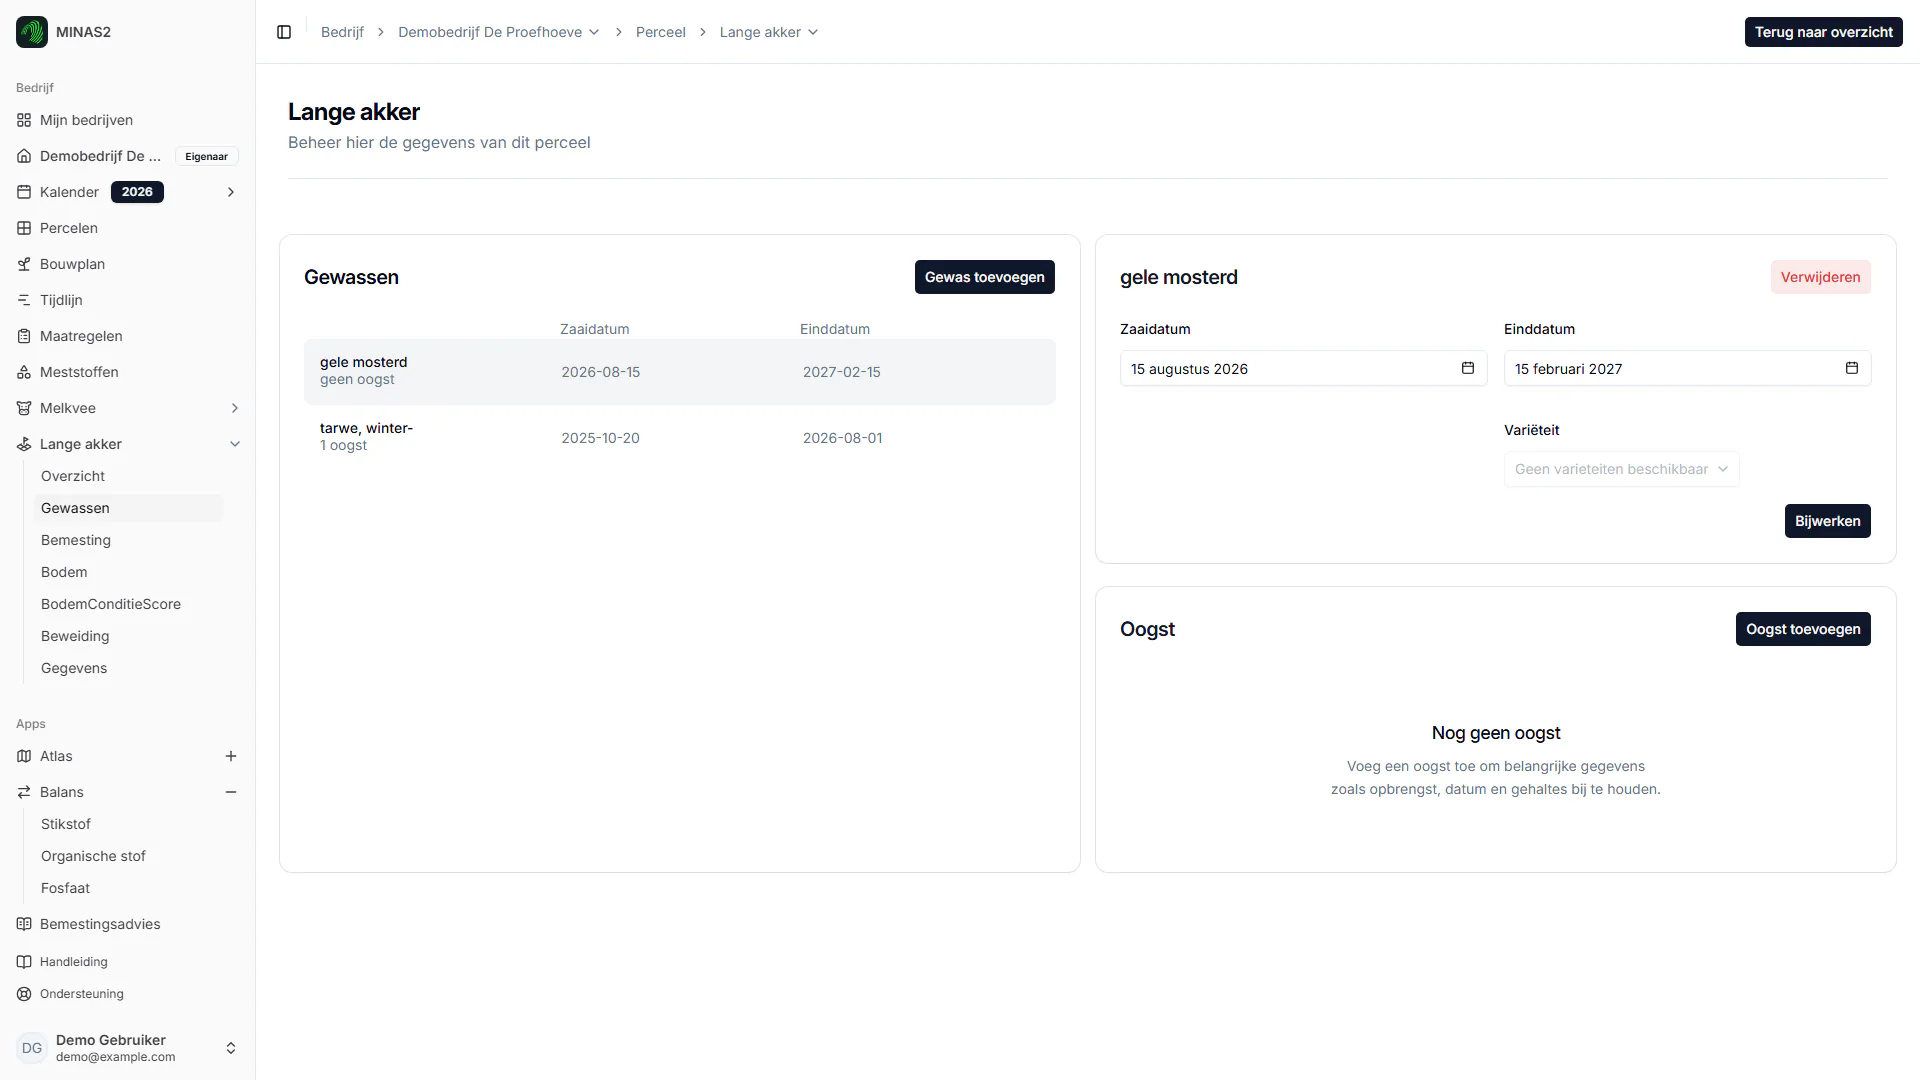 MINAS2
Bedrijf
Mijn bedrijven
Demobedrijf De ... Eigenaar
Kalender 2026
Percelen
Bouwplan
Tijdlijn
Maatregelen
Meststoffen
Melkvee
Lange akker
Overzicht
Gewassen
Bemesting
Bodem
BodemConditieScore
Beweiding
Gegevens
Apps
Atlas
Balans
Stikstof
Organische stof
Fosfaat
Bemestingsadvies
Handleiding
Ondersteuning
DG
Demo Gebruiker
demo@example.com
Bedrijf > Demobedrijf De Proefhoeve > Perceel > Lange akker
Terug naar overzicht
Lange akker
Beheer hier de gegevens van dit perceel
Gewassen
Gewas toevoegen
Zaaidatum Einddatum
gele mosterd
geen oogst
2026-08-15 2027-02-15
tarwe, winter-
1 oogst
2025-10-20 2026-08-01
gele mosterd
Verwijderen
Zaaidatum Einddatum
15 augustus 2026 15 februari 2027
Variëteit
Geen varieteiten beschikbaar
Bijwerken
Oogst
Oogst toevoegen
Nog geen oogst
Voeg een oogst toe om belangrijke gegevens
zoals opbrengst, datum en gehaltes bij te houden.